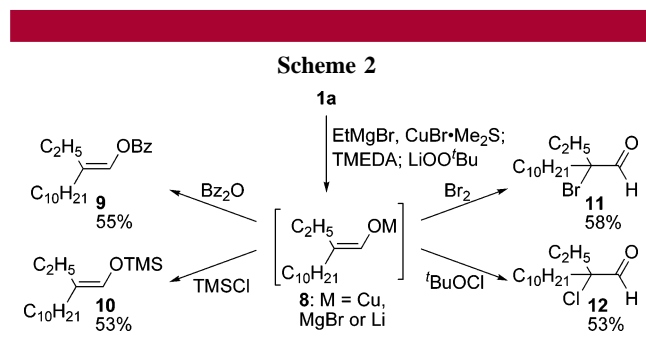 Scheme 2
1a
EtMgBr, CuBr•Me2S;
TMEDA; LiOOtBu
C2H5
OBz
C10H21
9
55%
Bz2O
C2H5
OTMS
C10H21
10
53%
TMSCl
C2H5
OM
C10H21
8: M = Cu,
MgBr or Li
Br2
C2H5
O
C10H21
Br
H
11
58%
tBuOCl
C2H5
O
C10H21
Cl
H
12
53%